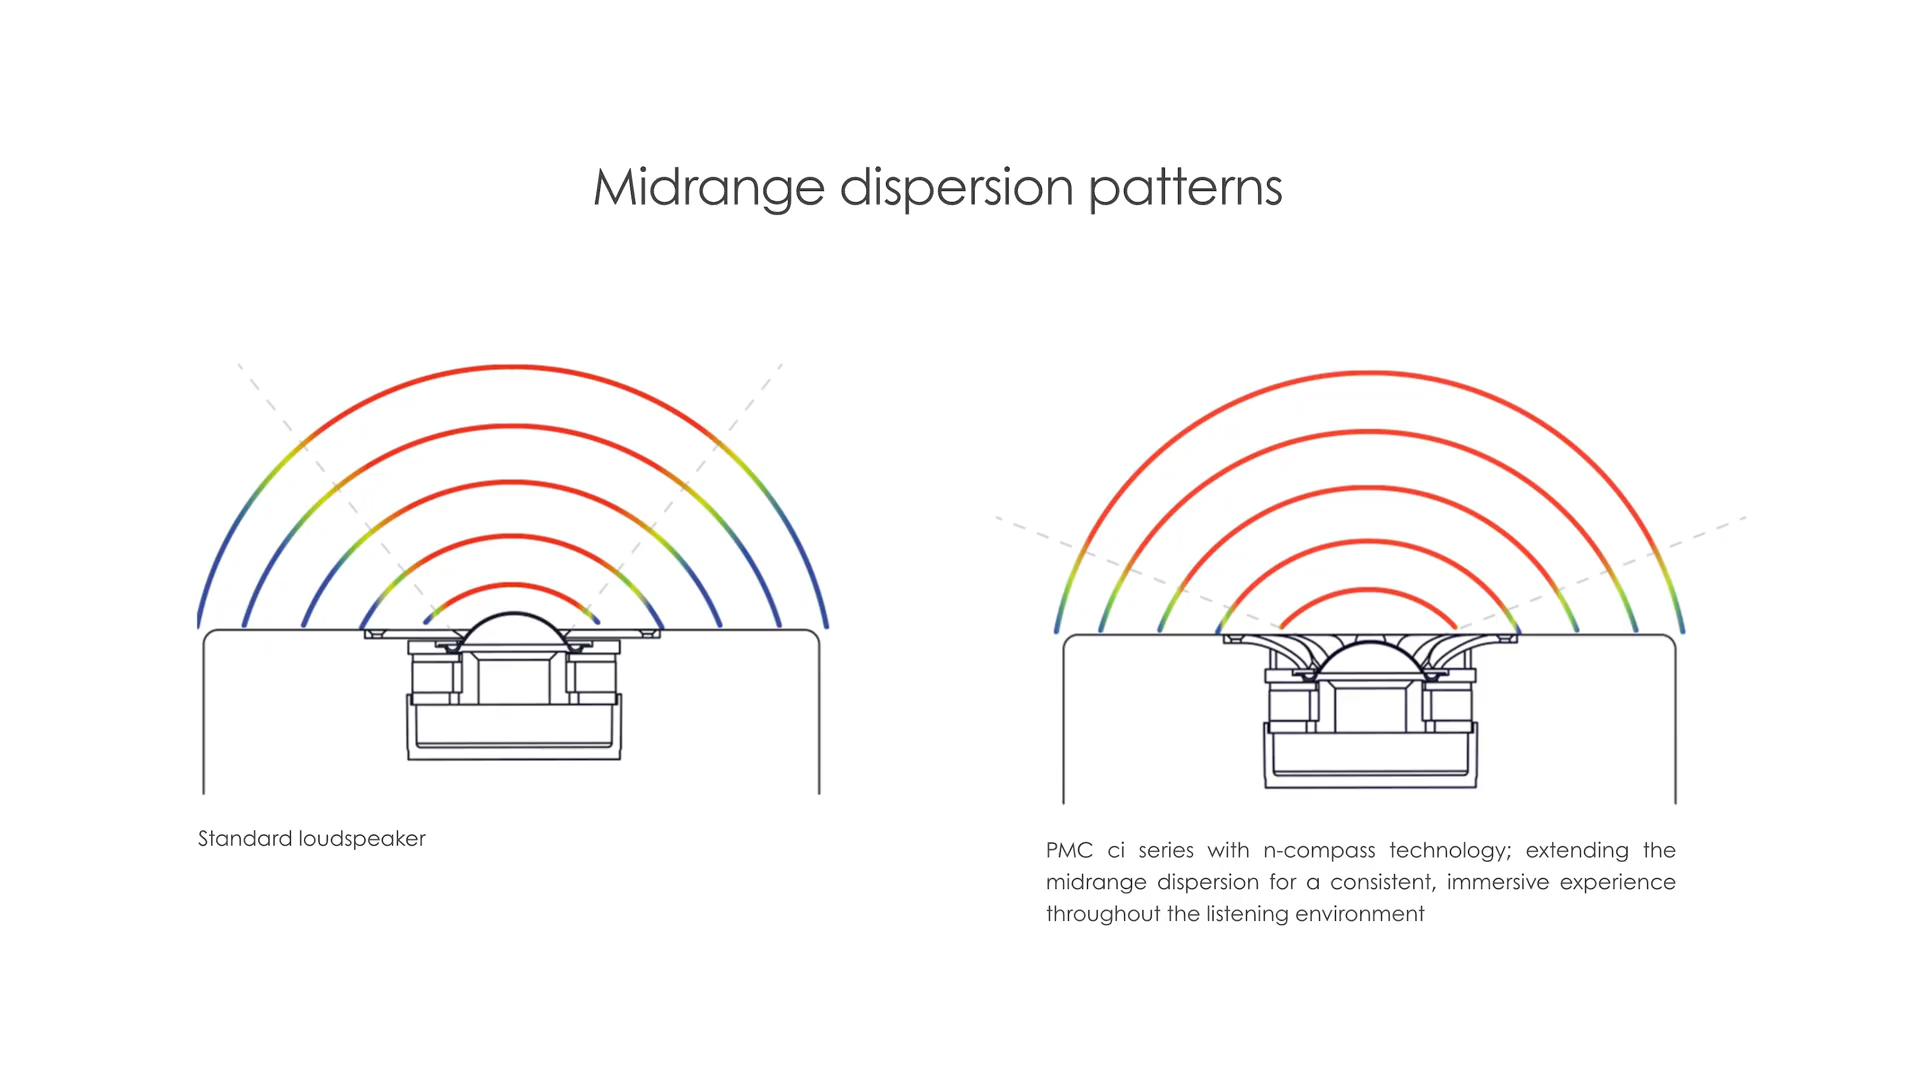 Midrange dispersion patterns
Standard loudspeaker
PMC ci series with n-compass technology; extending the
midrange dispersion for a consistent, immersive experience
throughout the listening environment